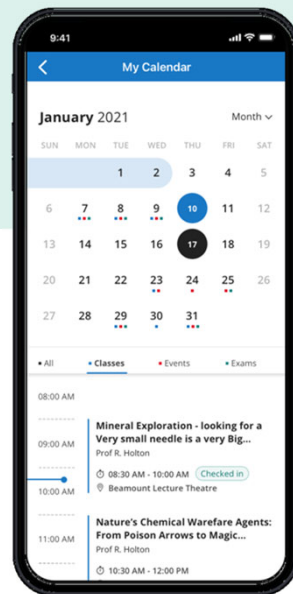 9:41
My Calendar
January 2021 Month
SUN MON TUE WED THU FRI SAT
1 2 3 4 5
6 7 8 9 10 11 12
13 14 15 16 17 18 19
20 21 22 23 24 25 26
27 28 29 30 31
All Classes Events Exams
08:00 AM
Mineral Exploration - looking for a
Very small needle is a very Big...
09:00 AM
Prof R. Holton
08:30 AM - 10:00 AM Checked in
Beamount Lecture Theatre
10:00 AM
Nature's Chemical Warefare Agents:
From Poison Arrows to Magic...
11:00 AM
Prof R. Holton
10:30 AM - 12:00 PM